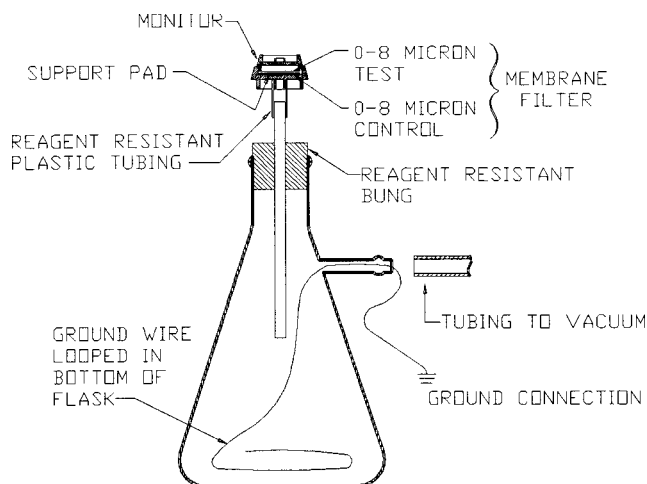 MONITOR
0-8 MICRON
TEST
SUPPORT PAD
MEMBRANE
FILTER
0-8 MICRON
CONTROL
REAGENT RESISTANT
PLASTIC TUBING
REAGENT RESISTANT
BUNG
TUBING TO VACUUM
GROUND WIRE
LOOPED IN
BOTTOM OF
FLASK
GROUND CONNECTION